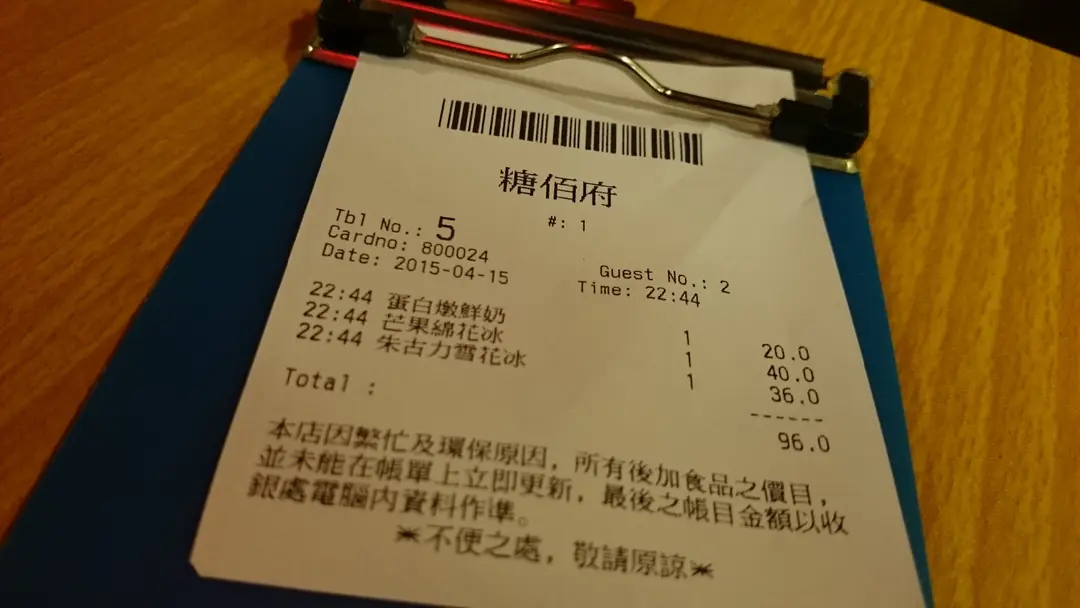 糖佰府
#: 1
Tbl No.: 5
Guest No.: 2
Cardno: 800024
Date: 2015-04-15 Time: 22:44
22:44 蛋白燉鮮奶 1 20.0
22:44 芒果綿花冰 1 40.0
22:44 朱古力雪花冰 1 36.0
------
Total : 96.0
本店因繁忙及環保原因，所有後加食品之價目，
並未能在帳單上立即更新，最後之帳目金額以收
銀處電腦內資料作準。
※不便之處，敬請原諒※